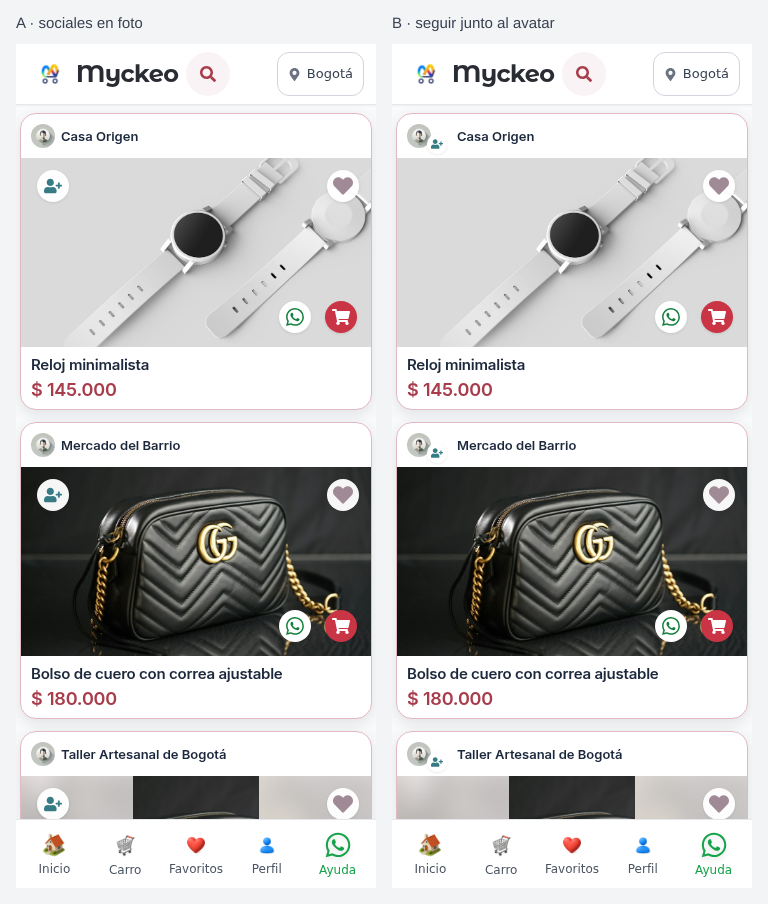 A · sociales en foto
Myckeo
Bogotá
Casa Origen
Reloj minimalista
$ 145.000
Mercado del Barrio
GG
Bolso de cuero con correa ajustable
$ 180.000
Taller Artesanal de Bogotá
Inicio
Carro
Favoritos
Perfil
Ayuda
B · seguir junto al avatar
Myckeo
Bogotá
Casa Origen
Reloj minimalista
$ 145.000
Mercado del Barrio
GG
Bolso de cuero con correa ajustable
$ 180.000
Taller Artesanal de Bogotá
Inicio
Carro
Favoritos
Perfil
Ayuda